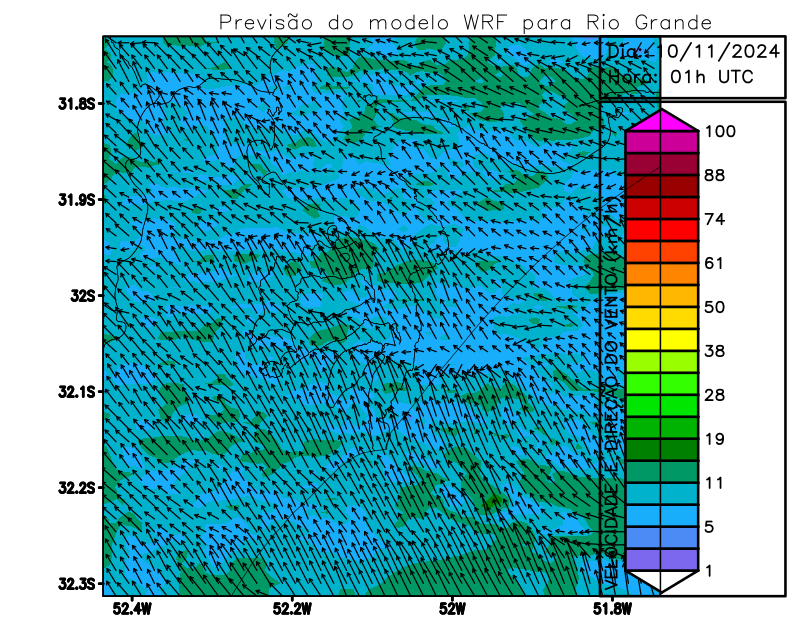 Previsão do modelo WRF para Rio Grande
Dia: 10/11/2024
Hora: 01h UTC
31.8S
31.9S
32S
32.1S
32.2S
32.3S
52.4W
52.2W
52W
51.8W
VELOCIDADE E DIREÇÃO DO VENTO (km/h)
100
88
74
61
50
38
28
19
11
5
1